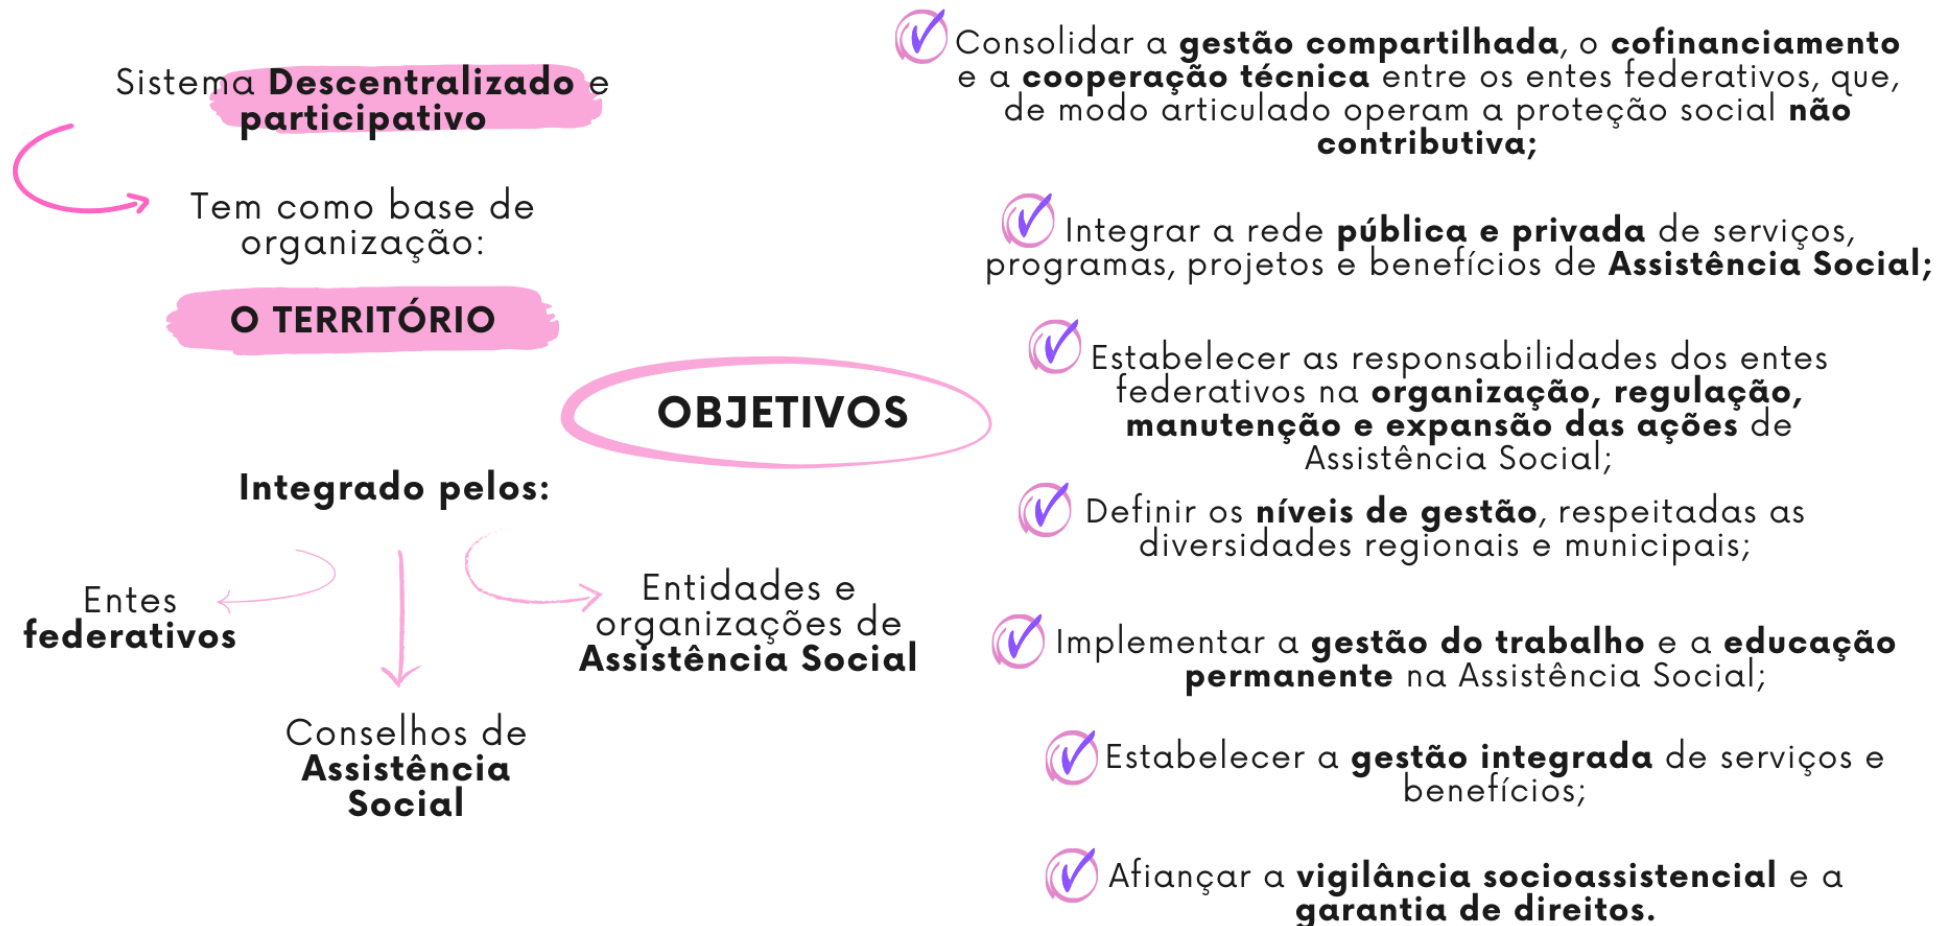 Sistema Descentralizado e
participativo
Tem como base de
organização:
O TERRITÓRIO
OBJETIVOS
Integrado pelos:
Entes
federativos
Conselhos de
Assistência
Social
Entidades e
organizações de
Assistência Social
Consolidar a gestão compartilhada, o cofinanciamento
e a cooperação técnica entre os entes federativos, que,
de modo articulado operam a proteção social não
contributiva;
Integrar a rede pública e privada de serviços,
programas, projetos e benefícios de Assistência Social;
Estabelecer as responsabilidades dos entes
federativos na organização, regulação,
manutenção e expansão das ações de
Assistência Social;
Definir os níveis de gestão, respeitadas as
diversidades regionais e municipais;
Implementar a gestão do trabalho e a educação
permanente na Assistência Social;
Estabelecer a gestão integrada de serviços e
benefícios;
Afiançar a vigilância socioassistencial e a
garantia de direitos.